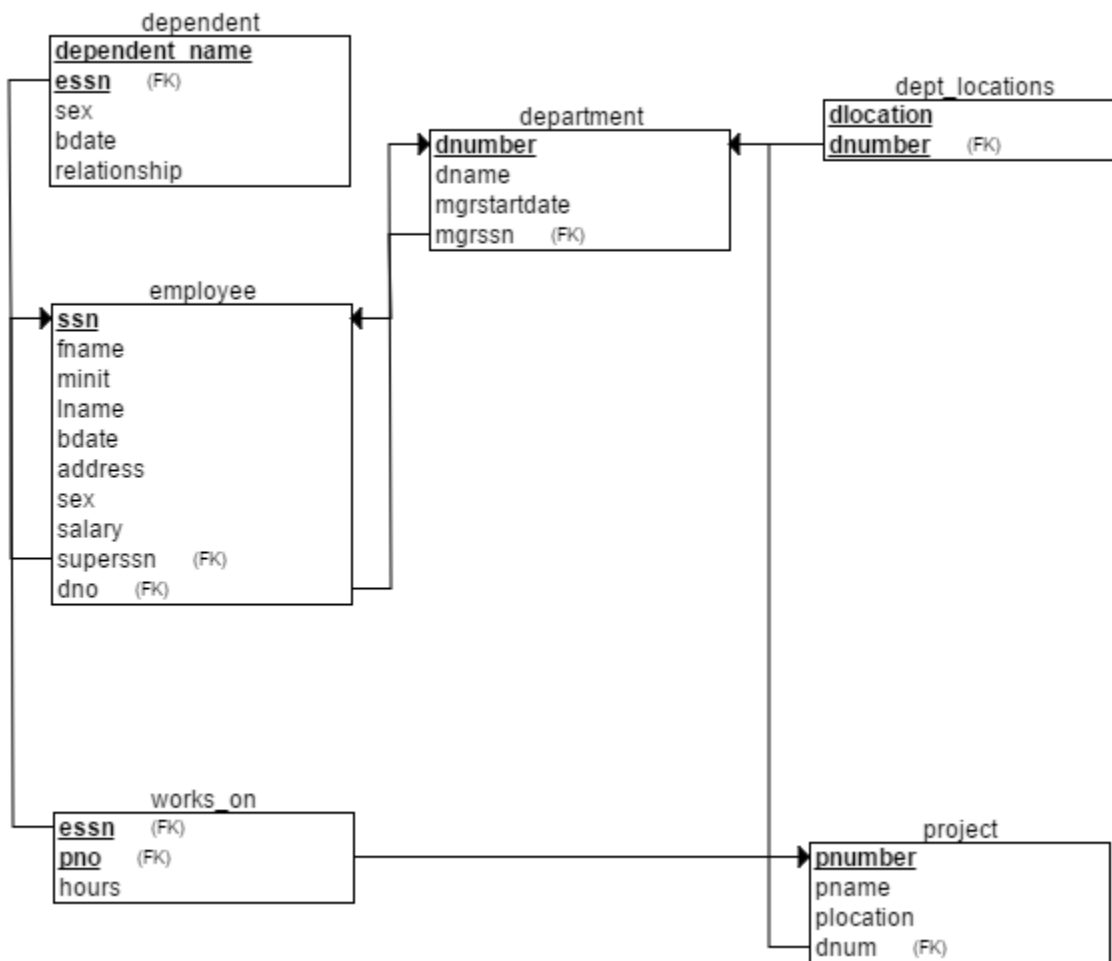 dependent
dependent_name
essn (FK)
sex
bdate
relationship
department
dnumber
dname
mgrstartdate
mgrssn (FK)
dept_locations
dlocation
dnumber (FK)
employee
ssn
fname
minit
lname
bdate
address
sex
salary
superssn (FK)
dno (FK)
works_on
essn (FK)
pno (FK)
hours
project
pnumber
pname
plocation
dnum (FK)